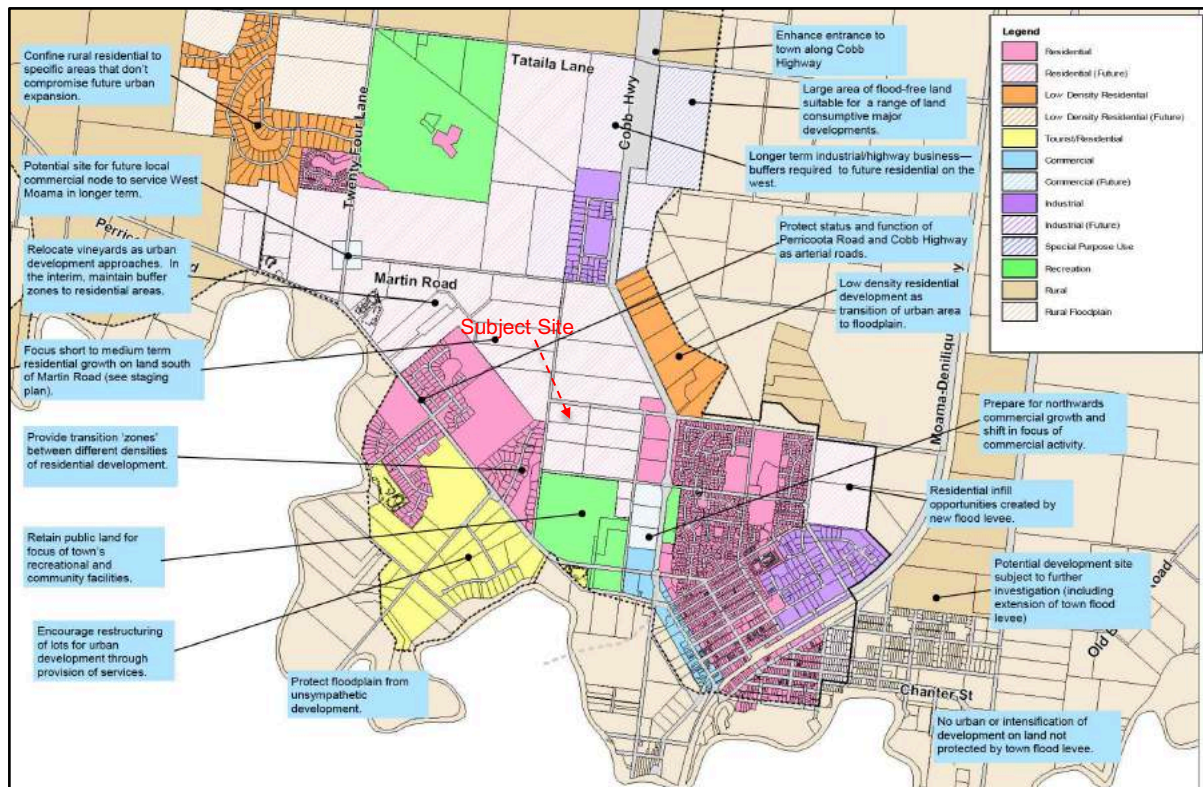 Confine rural residential to
specific areas that don't
compromise future urban
expansion.
Potential site for future local
commercial node to service West
Moama in longer term.
Relocate vineyards as urban
development approaches. In
the interim, maintain buffer
zones to residential areas.
Focus short to medium term
residential growth on land south
of Martin Road (see staging
plan).
Provide transition 'zones'
between different densities
of residential development.
Retain public land for
focus of town's
recreational and
community facilities.
Encourage restructuring
of lots for urban
development through
provision of services.
Protect floodplain from
unsympathetic
development.
Tataila Lane
Twenty Four Lane
Martin Road
Subject Site
Cobb Hwy
Enhance entrance to
town along Cobb
Highway
Large area of flood-free land
suitable for a range of land
consumptive major
developments.
Longer term industrial/highway business—
buffers required to future residential on the
west.
Protect status and function of
Perricoota Road and Cobb Highway
as arterial roads.
Low density residential
development as
transition of urban area
to floodplain.
Prepare for northwards
commercial growth and
shift in focus of
commercial activity.
Residential infill
opportunities created by
new flood levee.
Potential development site
subject to further
investigation (including
extension of town flood
levee)
Chanter St
No urban or intensification of
development on land not
protected by town flood levee.
Legend
Residential
Residential (Future)
Low Density Residential
Low Density Residential (Future)
Tourist/Residential
Commercial
Commercial (Future)
Industrial
Industrial (Future)
Special Purpose Use
Recreation
Rural
Rural Floodplain